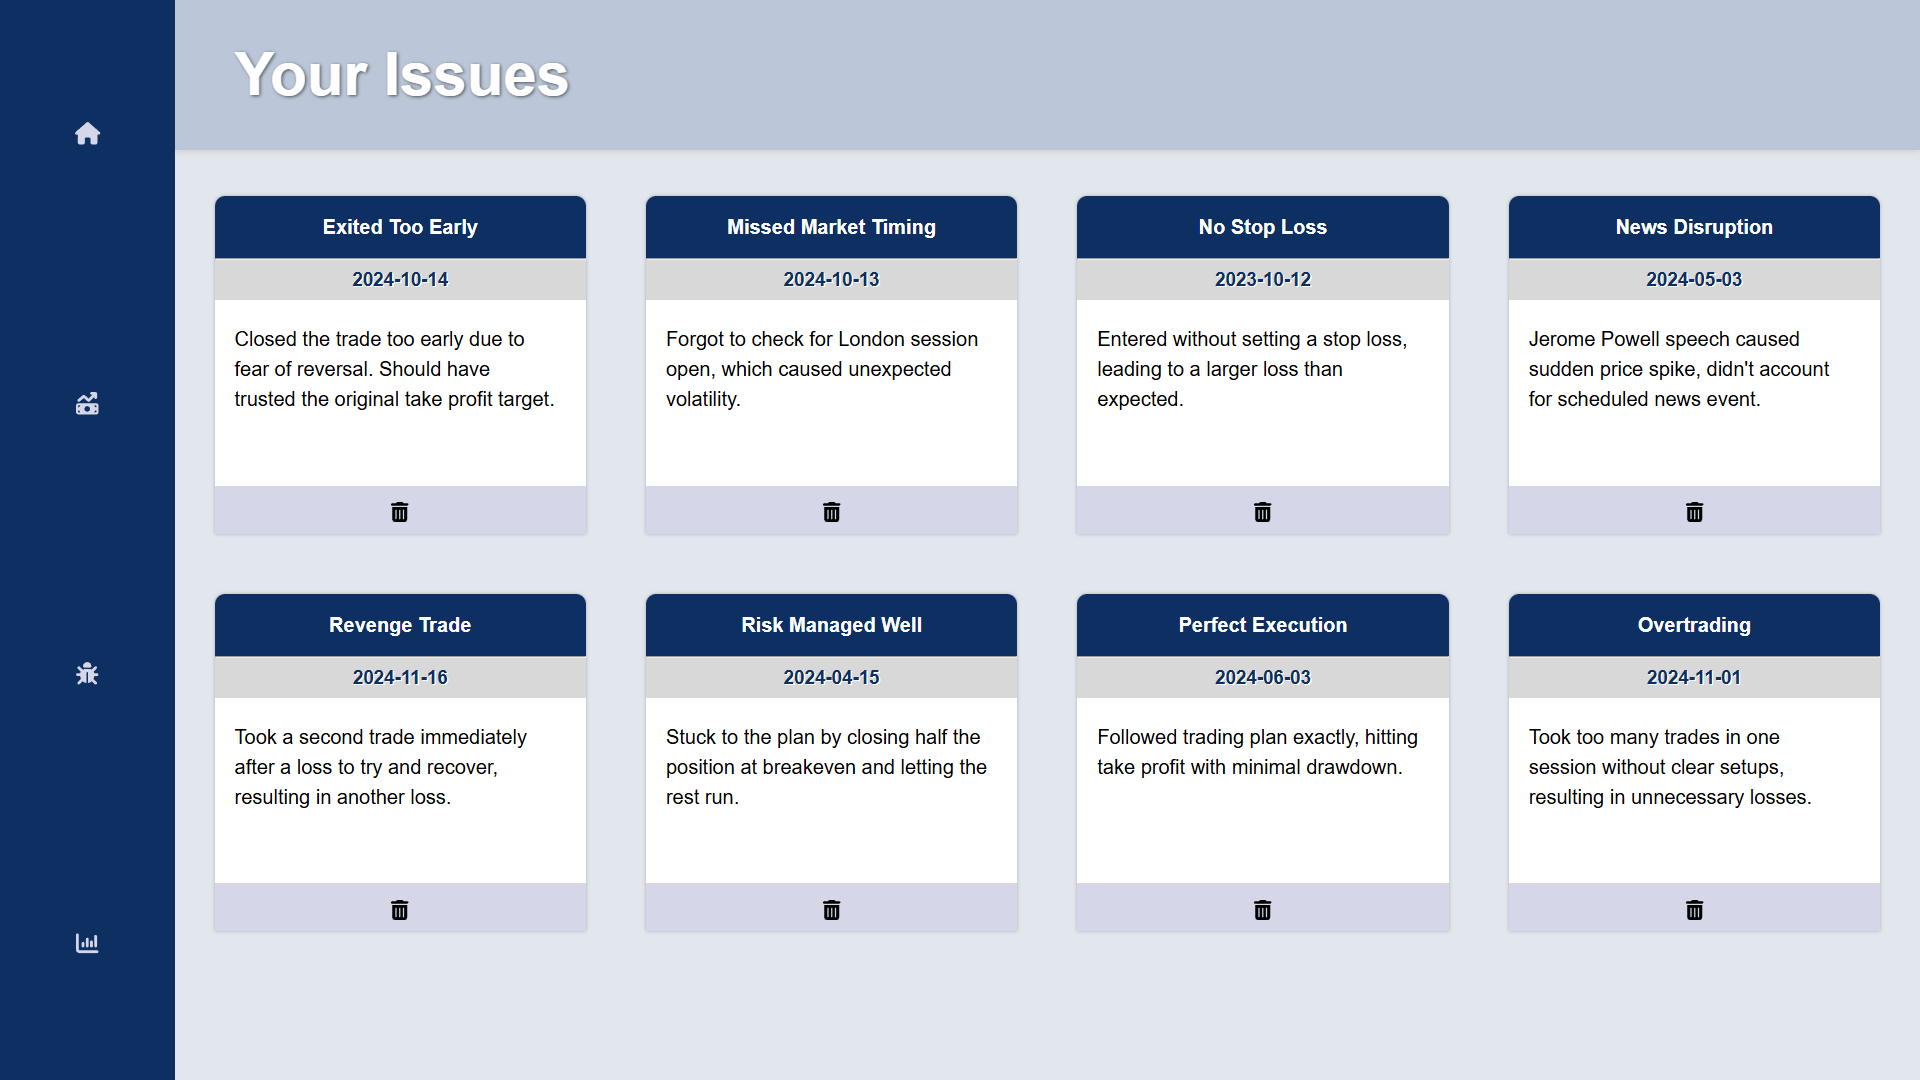 Your Issues
Exited Too Early
2024-10-14
Closed the trade too early due to
fear of reversal. Should have
trusted the original take profit target.
Missed Market Timing
2024-10-13
Forgot to check for London session
open, which caused unexpected
volatility.
No Stop Loss
2023-10-12
Entered without setting a stop loss,
leading to a larger loss than
expected.
News Disruption
2024-05-03
Jerome Powell speech caused
sudden price spike, didn't account
for scheduled news event.
Revenge Trade
2024-11-16
Took a second trade immediately
after a loss to try and recover,
resulting in another loss.
Risk Managed Well
2024-04-15
Stuck to the plan by closing half the
position at breakeven and letting the
rest run.
Perfect Execution
2024-06-03
Followed trading plan exactly, hitting
take profit with minimal drawdown.
Overtrading
2024-11-01
Took too many trades in one
session without clear setups,
resulting in unnecessary losses.